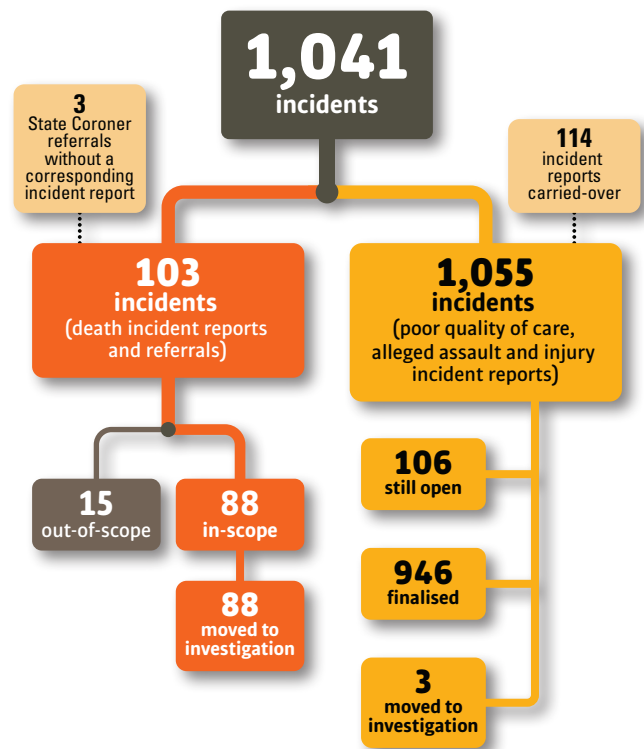 1,041
incidents
3
State Coroner
referrals
without a
corresponding
incident report
114
incident
reports
carried-over
103
incidents
(death incident reports
and referrals)
1,055
incidents
(poor quality of care,
alleged assault and injury
incident reports)
15
out-of-scope
88
in-scope
88
moved to
investigation
106
still open
946
finalised
3
moved to
investigation